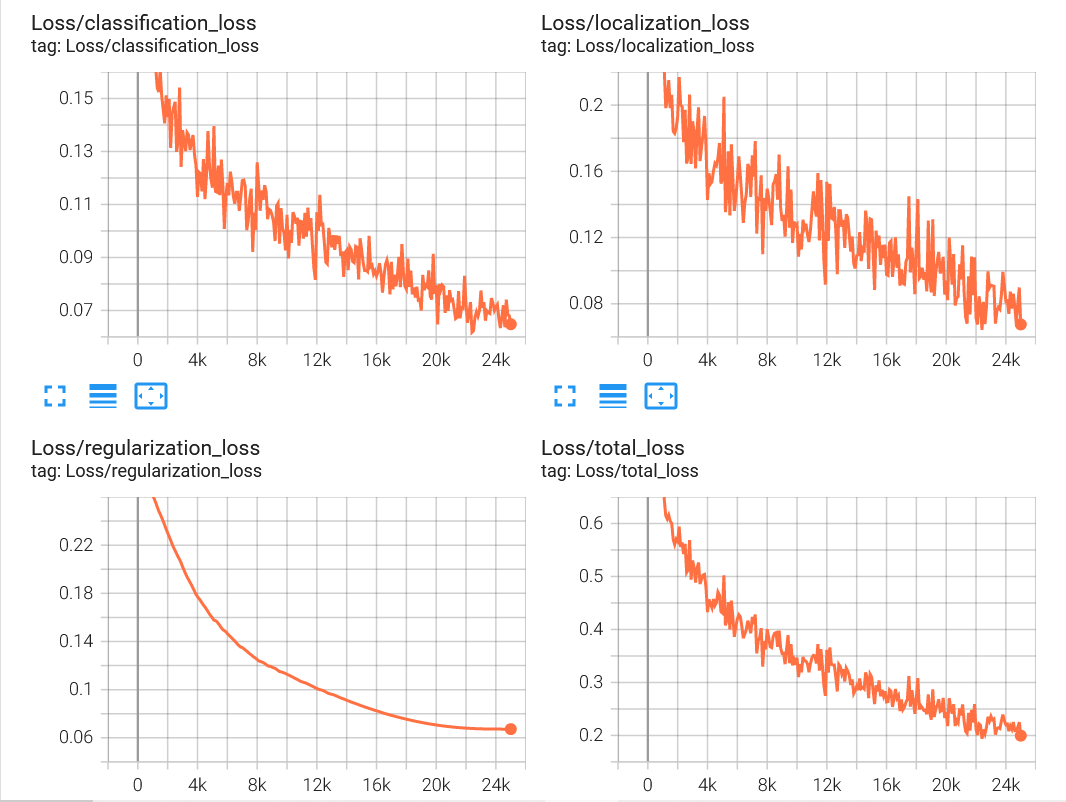 Loss/classification_loss
tag: Loss/classification_loss
0.15
0.13
0.11
0.09
0.07
0 4k 8k 12k 16k 20k 24k
Loss/localization_loss
tag: Loss/localization_loss
0.2
0.16
0.12
0.08
0 4k 8k 12k 16k 20k 24k
Loss/regularization_loss
tag: Loss/regularization_loss
0.22
0.18
0.14
0.1
0.06
0 4k 8k 12k 16k 20k 24k
Loss/total_loss
tag: Loss/total_loss
0.6
0.5
0.4
0.3
0.2
0 4k 8k 12k 16k 20k 24k